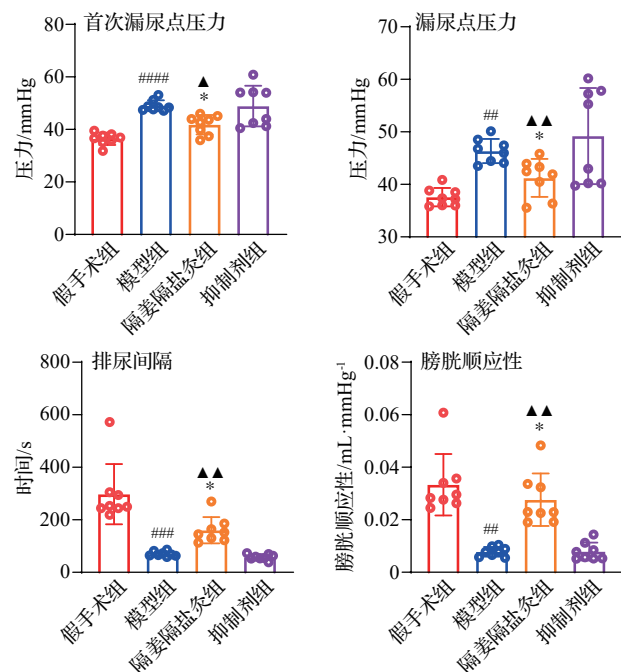 首次漏尿点压力
压力/mmHg
80
60
40
20
0
####
▲
*
假手术组
模型组
隔姜隔盐灸组
抑制剂组
漏尿点压力
压力/mmHg
70
60
50
40
30
##
▲▲
*
假手术组
模型组
隔姜隔盐灸组
抑制剂组
排尿间隔
时间/s
800
600
400
200
0
###
▲▲
*
假手术组
模型组
隔姜隔盐灸组
抑制剂组
膀胱顺应性
膀胱顺应性/mL·mmHg⁻¹
0.08
0.06
0.04
0.02
0
##
▲▲
*
假手术组
模型组
隔姜隔盐灸组
抑制剂组